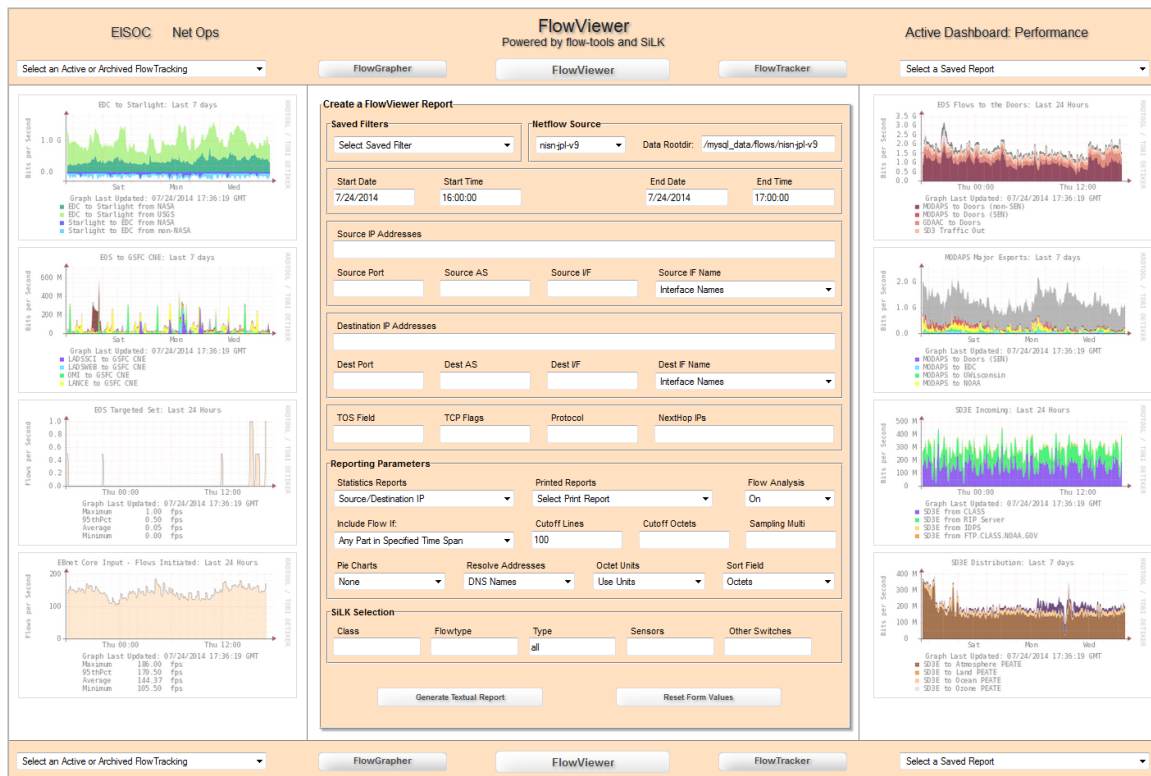 EISOC Net Ops
FlowViewer
Powered by flow-tools and SiLK
Active Dashboard: Performance
Select an Active or Archived FlowTracking
FlowGrapher
FlowViewer
FlowTracker
Select a Saved Report
EDC to Starlight: Last 7 days
RRDTOOL / TOBI OETIKER
Bits per Second
1.0 G
0.0
Sat Mon Wed
Graph Last Updated: 07/24/2014 17:36:19 GMT
EDC to Starlight from NASA
EDC to Starlight from USGS
Starlight to EDC from NASA
Starlight to EDC from non-NASA
EOS to GSFC CNE: Last 7 days
RRDTOOL / TOBI OETIKER
Bits per Second
600 M
400 M
200 M
0
Sat Mon Wed
Graph Last Updated: 07/24/2014 17:36:19 GMT
LADSSCI to GSFC CNE
LADSWEB to GSFC CNE
OMI to GSFC CNE
LANCE to GSFC CNE
EOS Targeted Set: Last 24 Hours
RRDTOOL / TOBI OETIKER
Flows per Second
1.0
0.8
0.6
0.4
0.2
0.0
Thu 00:00 Thu 12:00
Graph Last Updated: 07/24/2014 17:36:19 GMT
Maximum 1.00 fps
95thPct 0.50 fps
Average 0.05 fps
Minimum 0.00 fps
EBnet Core Input - Flows Initiated: Last 24 Hours
RRDTOOL / TOBI OETIKER
Flows per Second
200
100
0
Thu 00:00 Thu 12:00
Graph Last Updated: 07/24/2014 17:36:19 GMT
Maximum 186.00 fps
95thPct 170.50 fps
Average 144.37 fps
Minimum 105.50 fps
Create a FlowViewer Report
Saved Filters
Select Saved Filter
Netflow Source
nisn-jpl-v9
Data Rootdir: /mysql_data/flows/nisn-jpl-v9
Start Date Start Time End Date End Time
7/24/2014 16:00:00 7/24/2014 17:00:00
Source IP Addresses
Source Port Source AS Source I/F Source IF Name
Interface Names
Destination IP Addresses
Dest Port Dest AS Dest I/F Dest IF Name
Interface Names
TOS Field TCP Flags Protocol NextHop IPs
Reporting Parameters
Statistics Reports Printed Reports Flow Analysis
Source/Destination IP Select Print Report On
Include Flow If: Cutoff Lines Cutoff Octets Sampling Multi
Any Part in Specified Time Span 100
Pie Charts Resolve Addresses Octet Units Sort Field
None DNS Names Use Units Octets
SiLK Selection
Class Flowtype Type Sensors Other Switches
all
Generate Textual Report Reset Form Values
EOS Flows to the Doors: Last 24 Hours
RRDTOOL / TOBI OETIKER
Bits per Second
3.5 G
3.0 G
2.5 G
2.0 G
1.5 G
1.0 G
0.5 G
0.0
Thu 00:00 Thu 12:00
Graph Last Updated: 07/24/2014 17:36:19 GMT
MODAPS to Doors (non-SEN)
MODAPS to Doors (SEN)
GDAAC to Doors
SD3 Traffic Out
MODAPS Major Exports: Last 7 days
RRDTOOL / TOBI OETIKER
Bits per Second
2.0 G
1.0 G
0.0
Sat Mon Wed
Graph Last Updated: 07/24/2014 17:36:19 GMT
MODAPS to Doors (SEN)
MODAPS to EDC
MODAPS to UWisconsin
MODAPS to NOAA
SD3E Incoming: Last 24 Hours
RRDTOOL / TOBI OETIKER
Bits per Second
500 M
400 M
300 M
200 M
100 M
0
Thu 00:00 Thu 12:00
Graph Last Updated: 07/24/2014 17:36:19 GMT
SD3E from CLASS
SD3E from RIP Server
SD3E from IDPS
SD3E from FTP.CLASS.NOAA.GOV
SD3E Distribution: Last 7 days
RRDTOOL / TOBI OETIKER
Bits per Second
400 M
300 M
200 M
100 M
0
Sat Mon Wed
Graph Last Updated: 07/24/2014 17:36:19 GMT
SD3E to Atmosphere PEATE
SD3E to Land PEATE
SD3E to Ocean PEATE
SD3E to Ozone PEATE
Select an Active or Archived FlowTracking
FlowGrapher
FlowViewer
FlowTracker
Select a Saved Report